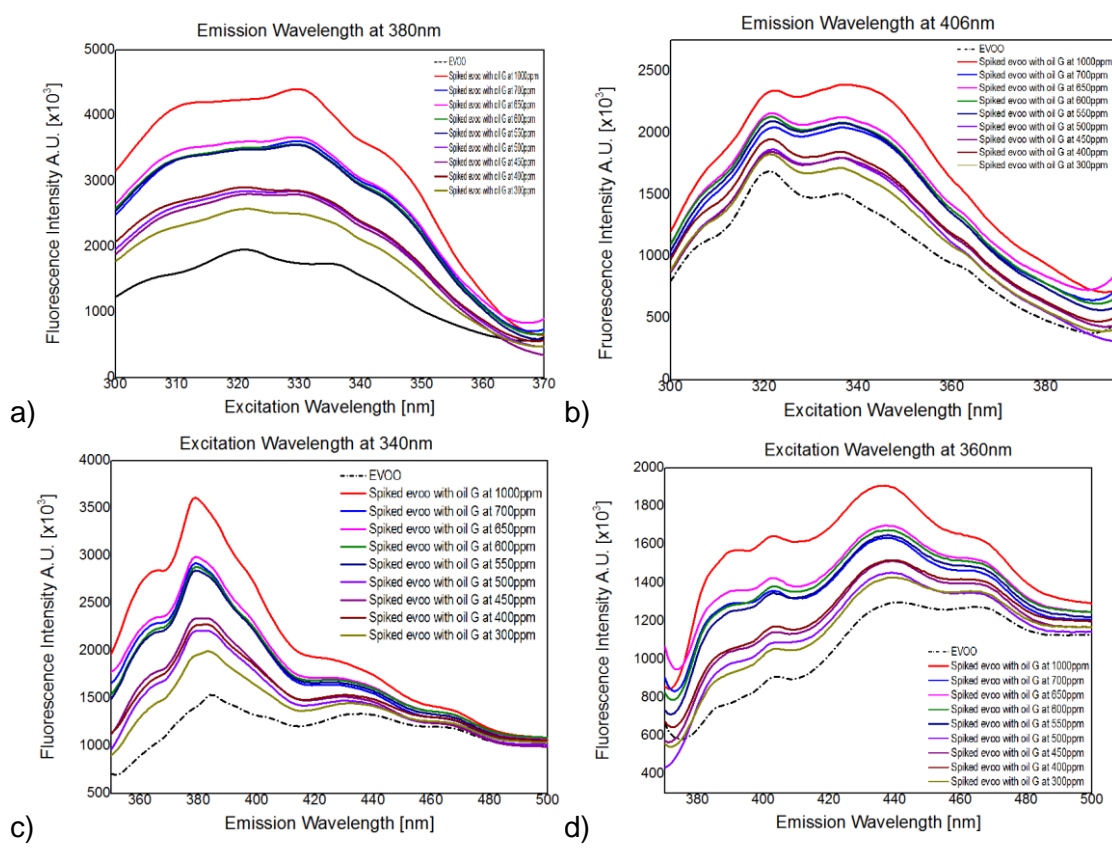 Emission Wavelength at 380nm
5000
4000
3000
2000
1000
0
Fluorescence Intensity A.U. [x10³]
EVOO
Spiked evoo with oil G at 1000ppm
Spiked evoo with oil G at 700ppm
Spiked evoo with oil G at 650ppm
Spiked evoo with oil G at 600ppm
Spiked evoo with oil G at 550ppm
Spiked evoo with oil G at 500ppm
Spiked evoo with oil G at 450ppm
Spiked evoo with oil G at 400ppm
Spiked evoo with oil G at 300ppm
300 310 320 330 340 350 360 370
Excitation Wavelength [nm]
a)
Emission Wavelength at 406nm
2500
2000
1500
1000
500
0
Fruorescence Intensity A.U. [x10³]
EVOO
Spiked evoo with oil G at 1000ppm
Spiked evoo with oil G at 700ppm
Spiked evoo with oil G at 650ppm
Spiked evoo with oil G at 600ppm
Spiked evoo with oil G at 550ppm
Spiked evoo with oil G at 500ppm
Spiked evoo with oil G at 450ppm
Spiked evoo with oil G at 400ppm
Spiked evoo with oil G at 300ppm
300 320 340 360 380
Excitation Wavelength [nm]
b)
Excitation Wavelength at 340nm
4000
3500
3000
2500
2000
1500
1000
500
Fluorescence Intensity A.U. [x10³]
EVOO
Spiked evoo with oil G at 1000ppm
Spiked evoo with oil G at 700ppm
Spiked evoo with oil G at 650ppm
Spiked evoo with oil G at 600ppm
Spiked evoo with oil G at 550ppm
Spiked evoo with oil G at 500ppm
Spiked evoo with oil G at 450ppm
Spiked evoo with oil G at 400ppm
Spiked evoo with oil G at 300ppm
360 380 400 420 440 460 480 500
Emission Wavelength [nm]
c)
Excitation Wavelength at 360nm
2000
1800
1600
1400
1200
1000
800
600
400
Fluorescence Intensity A.U. [x10³]
EVOO
Spiked evoo with oil G at 1000ppm
Spiked evoo with oil G at 700ppm
Spiked evoo with oil G at 650ppm
Spiked evoo with oil G at 600ppm
Spiked evoo with oil G at 550ppm
Spiked evoo with oil G at 500ppm
Spiked evoo with oil G at 450ppm
Spiked evoo with oil G at 400ppm
Spiked evoo with oil G at 300ppm
380 400 420 440 460 480 500
Emission Wavelength [nm]
d)